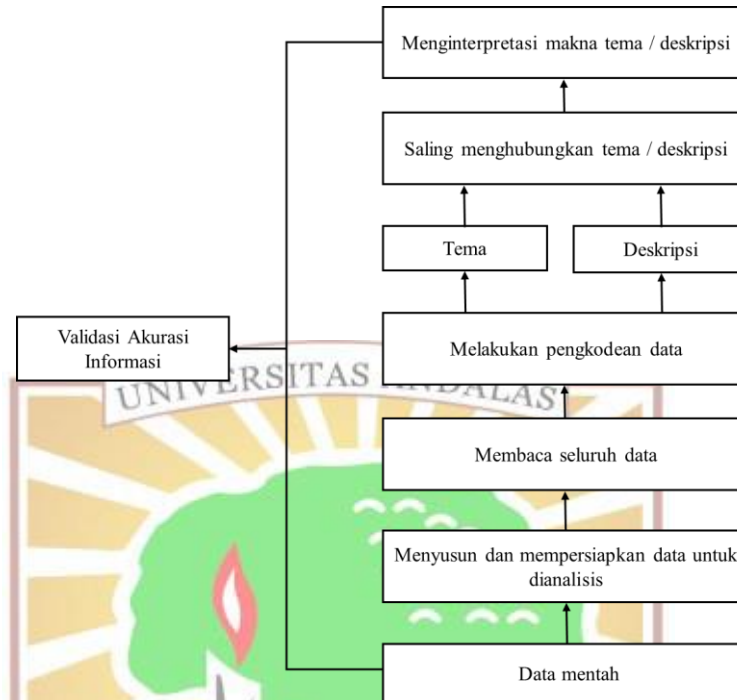 Menginterpretasi makna tema / deskripsi
Saling menghubungkan tema / deskripsi
Tema
Deskripsi
Validasi Akurasi
Informasi
Melakukan pengkodean data
UNIVERSITAS ANDALAS
Membaca seluruh data
Menyusun dan mempersiapkan data untuk
dianalisis
Data mentah